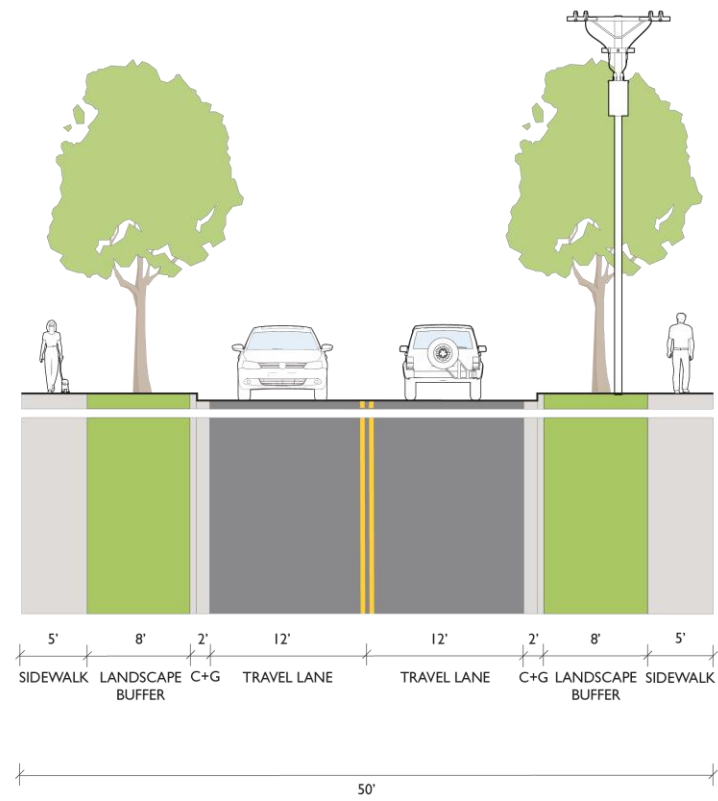 5' 8' 2' 12' 12' 2' 8' 5'
SIDEWALK LANDSCAPE BUFFER C+G TRAVEL LANE TRAVEL LANE C+G LANDSCAPE BUFFER SIDEWALK
50'